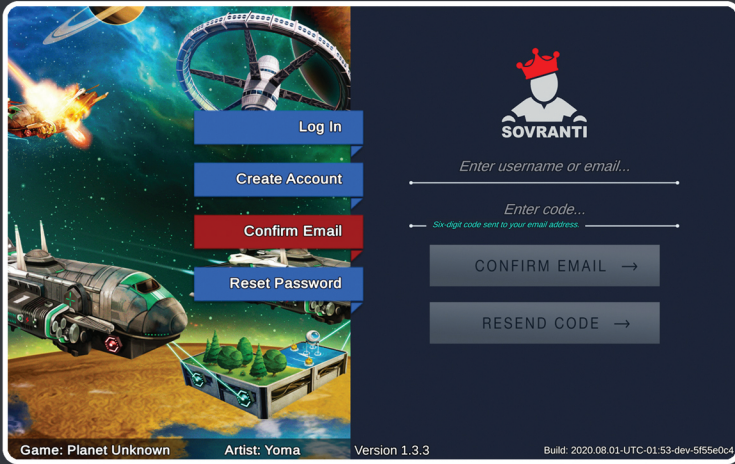 Log In
Create Account
Confirm Email
Reset Password
SOVRANTI
Enter username or email...
Enter code...
Six-digit code sent to your email address.
CONFIRM EMAIL →
RESEND CODE →
Game: Planet Unknown
Artist: Yoma
Version 1.3.3
Build: 2020.08.01-UTC-01:53-dev-5f55e0c4